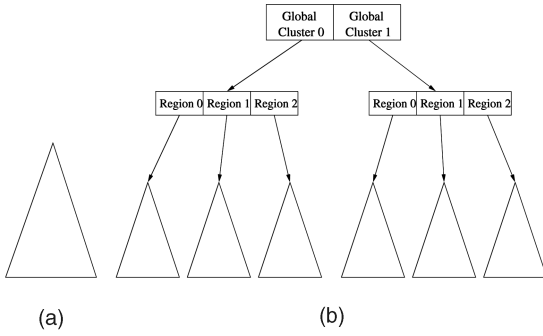 Global Cluster 0
Global Cluster 1
Region 0 Region 1 Region 2
Region 0 Region 1 Region 2
(a)
(b)